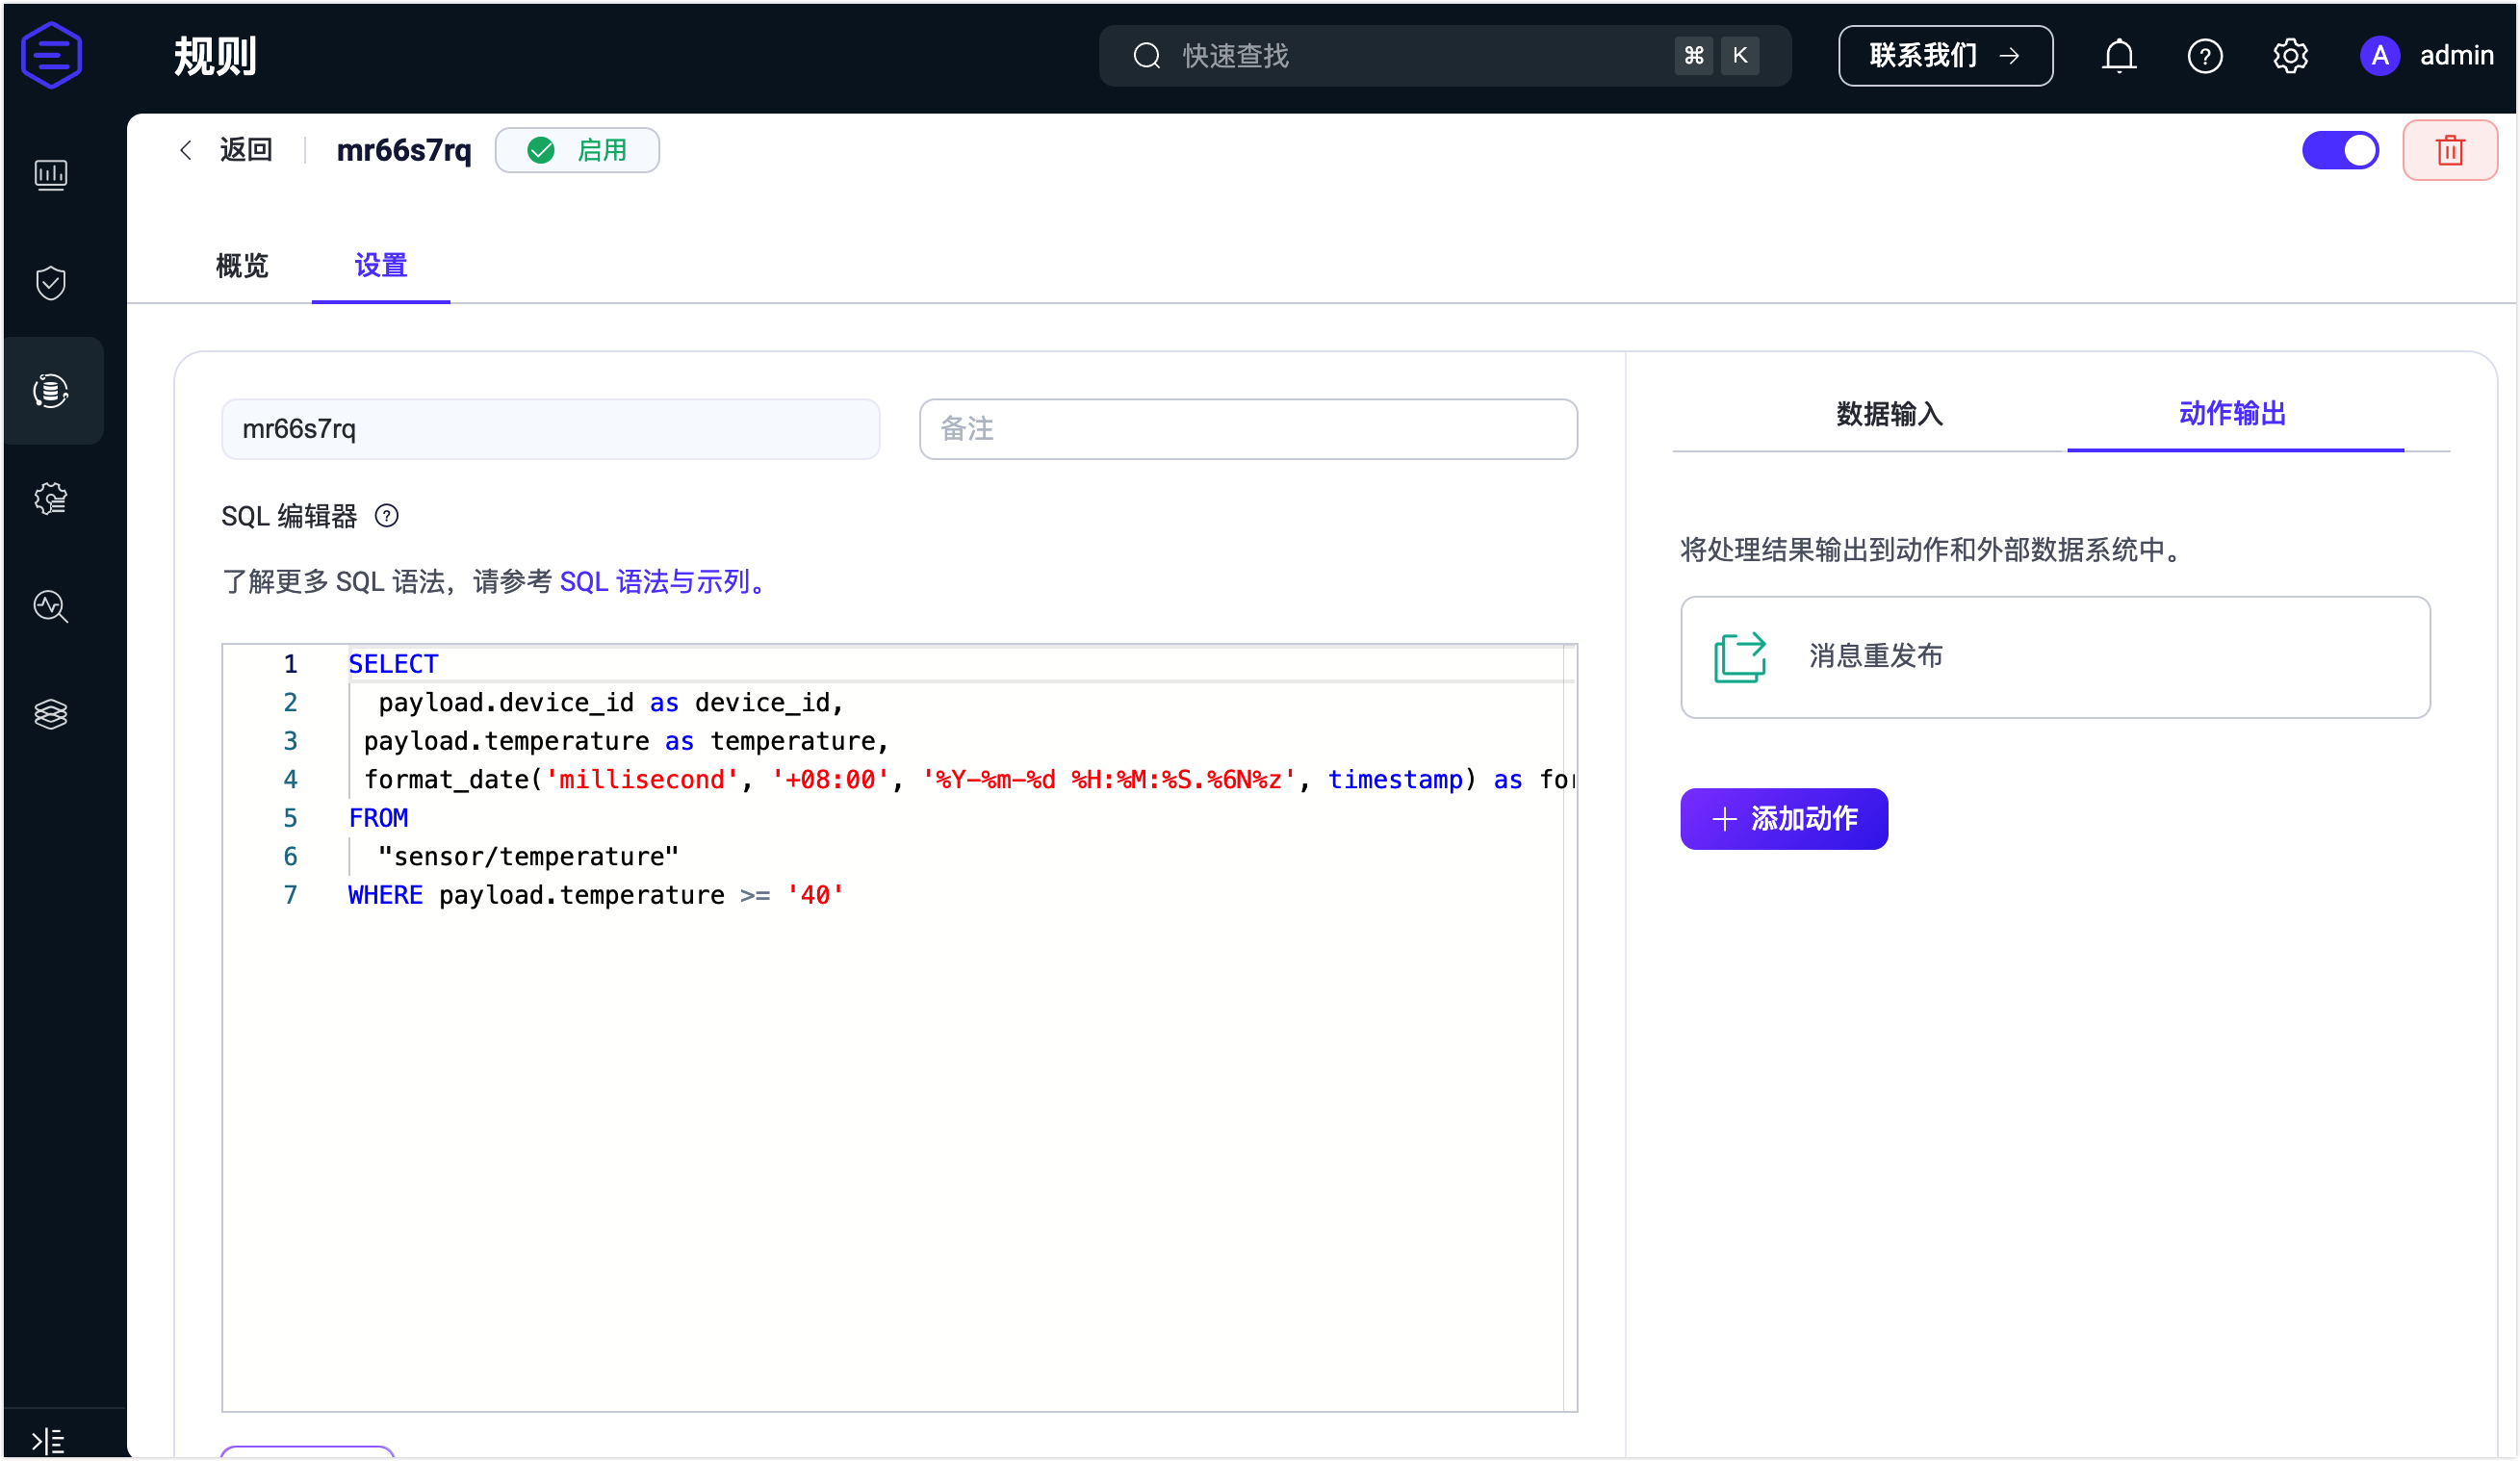 规则
快速查找
⌘ K
联系我们 →
A admin
返回
mr66s7rq
启用
概览
设置
mr66s7rq
备注
SQL 编辑器
了解更多 SQL 语法，请参考 SQL 语法与示列。
1 SELECT
2 payload.device_id as device_id,
3 payload.temperature as temperature,
4 format_date('millisecond', '+08:00', '%Y-%m-%d %H:%M:%S.%6N%z', timestamp) as for
5 FROM
6 "sensor/temperature"
7 WHERE payload.temperature >= '40'
数据输入
动作输出
将处理结果输出到动作和外部数据系统中。
消息重发布
+ 添加动作